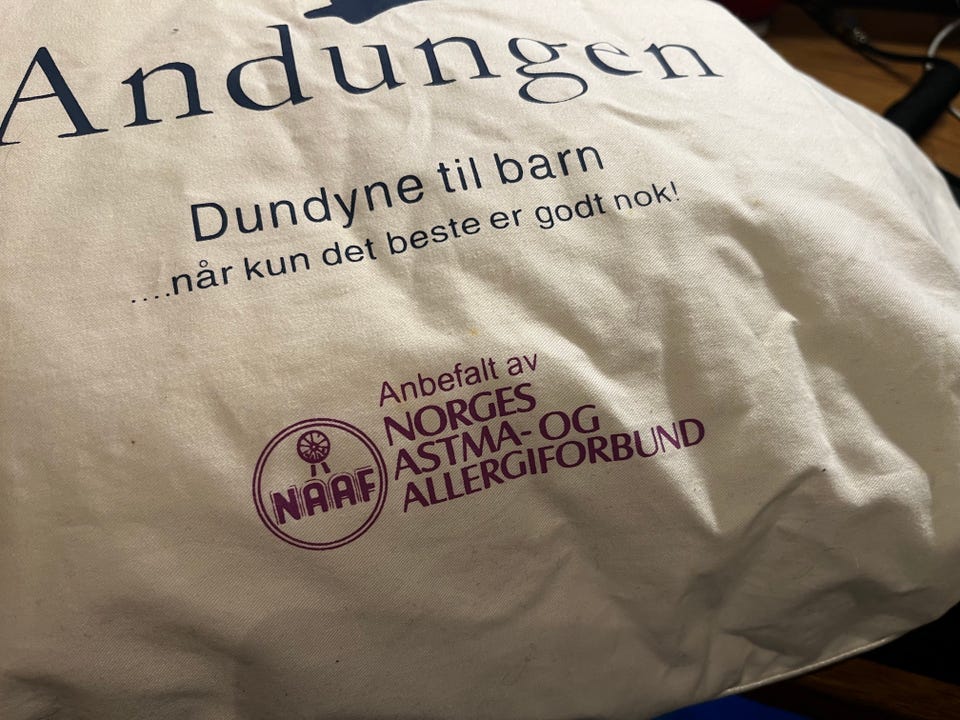 Andungen
Dundyne til barn
....når kun det beste er godt nok!
Anbefalt av
NORGES
ASTMA- OG
ALLERGIFORBUND
NAAF